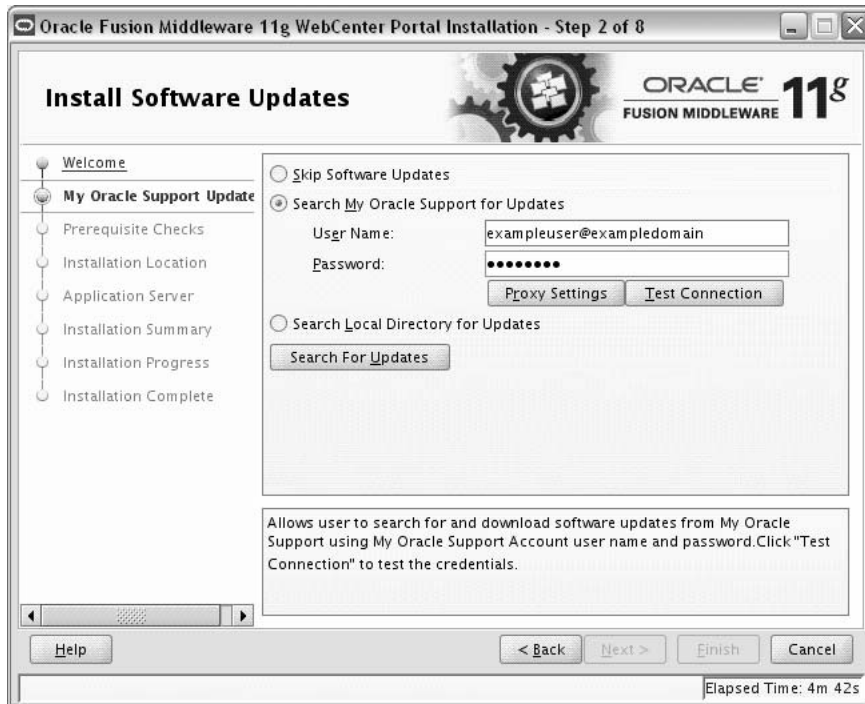 Oracle Fusion Middleware 11g WebCenter Portal Installation - Step 2 of 8
Install Software Updates
ORACLE
FUSION MIDDLEWARE
11g
Welcome
My Oracle Support Update
Prerequisite Checks
Installation Location
Application Server
Installation Summary
Installation Progress
Installation Complete
Skip Software Updates
Search My Oracle Support for Updates
User Name: exampleuser@exampledomain
Password: ●●●●●●●●
Proxy Settings Test Connection
Search Local Directory for Updates
Search For Updates
Allows user to search for and download software updates from My Oracle
Support using My Oracle Support Account user name and password.Click "Test
Connection" to test the credentials.
Help < Back Next > Finish Cancel
Elapsed Time: 4m 42s